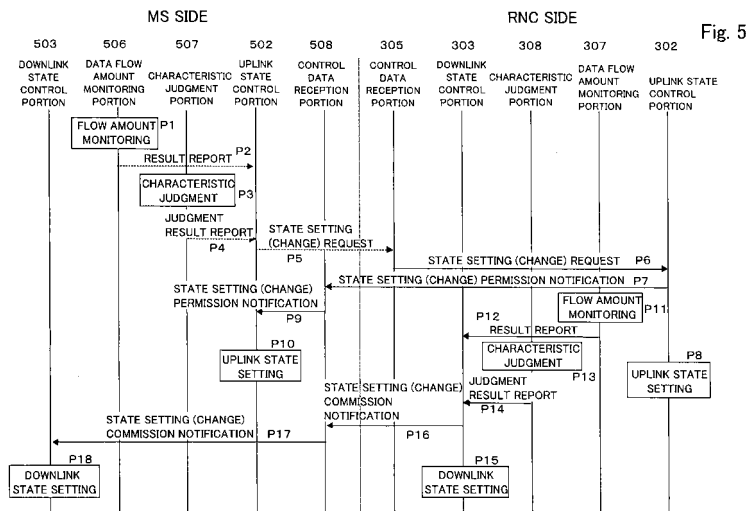 MS SIDE
RNC SIDE
Fig. 5
503
506
507
502
508
305
303
308
307
302
DOWNLINK
STATE
CONTROL
PORTION
DATA FLOW
AMOUNT
MONITORING
PORTION
CHARACTERISTIC
JUDGMENT
PORTION
UPLINK
STATE
CONTROL
PORTION
CONTROL
DATA
RECEPTION
PORTION
CONTROL
DATA
RECEPTION
PORTION
DOWNLINK
STATE
CONTROL
PORTION
CHARACTERISTIC
JUDGMENT
PORTION
DATA FLOW
AMOUNT
MONITORING
PORTION
UPLINK STATE
CONTROL
PORTION
FLOW AMOUNT
MONITORING
P1
P2
RESULT REPORT
CHARACTERISTIC
JUDGMENT
P3
JUDGMENT
RESULT REPORT
P4
STATE SETTING
(CHANGE) REQUEST
P5
STATE SETTING (CHANGE) REQUEST
P6
STATE SETTING (CHANGE) PERMISSION NOTIFICATION
P7
STATE SETTING (CHANGE)
PERMISSION NOTIFICATION
P9
FLOW AMOUNT
MONITORING
P11
P12
RESULT REPORT
P10
UPLINK STATE
SETTING
CHARACTERISTIC
JUDGMENT
P13
P8
UPLINK STATE
SETTING
STATE SETTING (CHANGE)
COMMISSION
NOTIFICATION
P16
JUDGMENT
RESULT REPORT
P14
STATE SETTING (CHANGE)
COMMISSION NOTIFICATION
P17
P18
DOWNLINK
STATE SETTING
P15
DOWNLINK
STATE SETTING